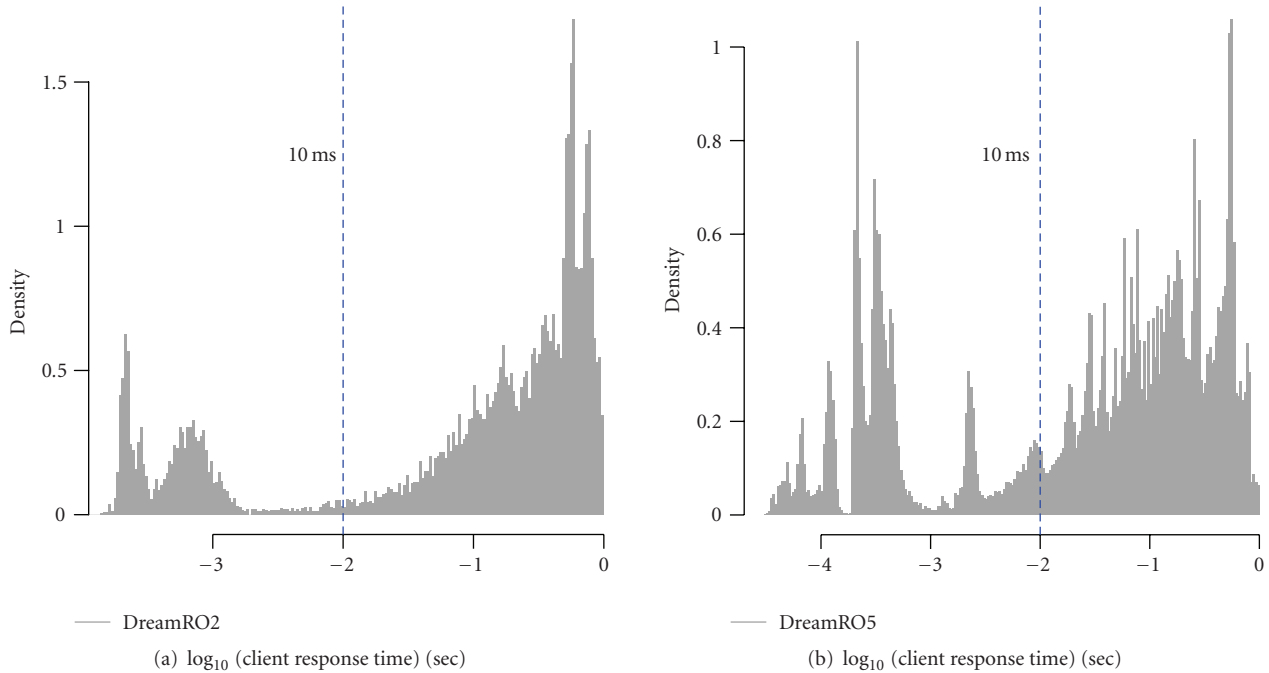 1.5
1
0.5
0
Density
10 ms
−3
−2
−1
0
DreamRO2
(a) log₁₀ (client response time) (sec)
1
0.8
0.6
0.4
0.2
0
Density
10 ms
−4
−3
−2
−1
0
DreamRO5
(b) log₁₀ (client response time) (sec)